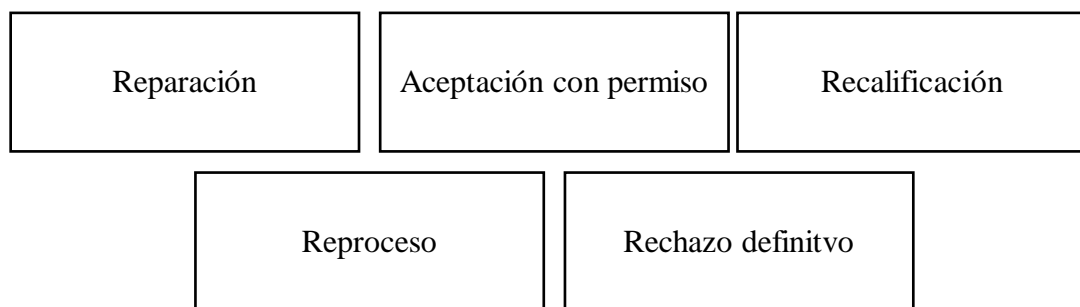 Reparación
Aceptación con permiso
Recalificación
Reproceso
Rechazo definitvo